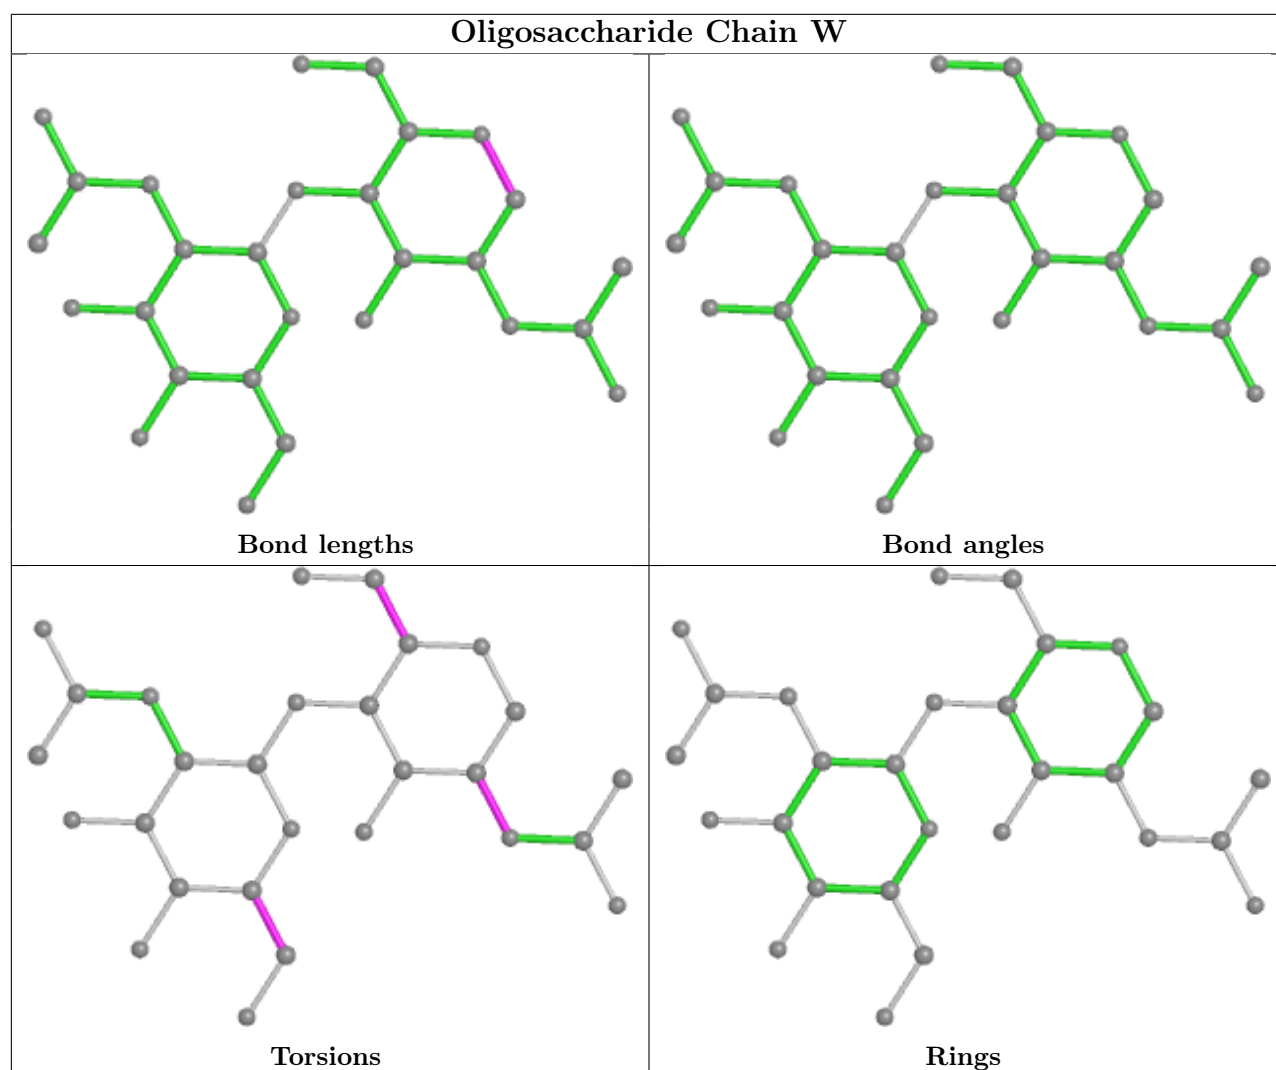 Oligosaccharide Chain W
Bond lengths
Bond angles
Torsions
Rings